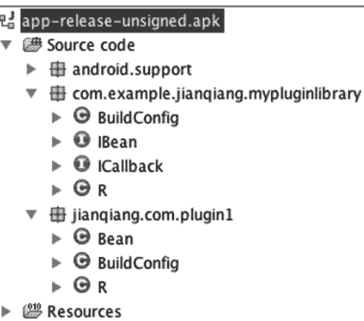 app-release-unsigned.apk
Source code
android.support
com.example.jianqiang.mypluginlibrary
BuildConfig
IBean
ICallback
R
jianqiang.com.plugin1
Bean
BuildConfig
R
Resources